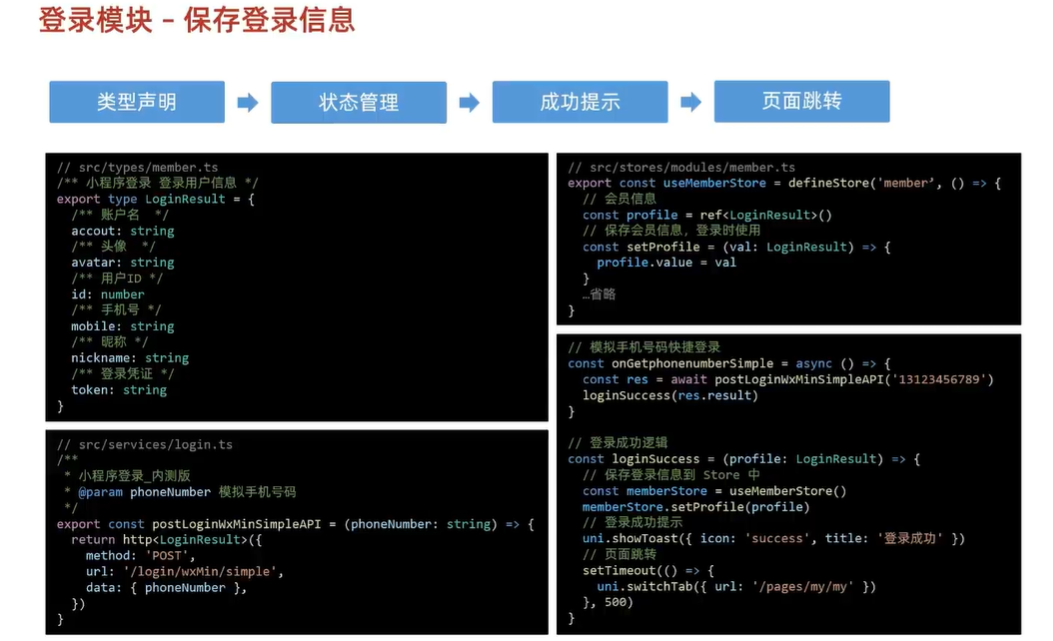 登录模块 - 保存登录信息
类型声明
状态管理
成功提示
页面跳转
// src/types/member.ts
/** 小程序登录 登录用户信息 */
export type LoginResult = {
  /** 账户名  */
  accout: string
  /** 头像  */
  avatar: string
  /** 用户ID */
  id: number
  /** 手机号 */
  mobile: string
  /** 昵称 */
  nickname: string
  /** 登录凭证 */
  token: string
}
// src/services/login.ts
/**
 * 小程序登录_内测版
 * @param phoneNumber 模拟手机号码
 */
export const postLoginWxMinSimpleAPI = (phoneNumber: string) => {
  return http<LoginResult>({
    method: 'POST',
    url: '/login/wxMin/simple',
    data: { phoneNumber },
  })
}
// src/stores/modules/member.ts
export const useMemberStore = defineStore('member’, () => {
  // 会员信息
  const profile = ref<LoginResult>()
  // 保存会员信息，登录时使用
  const setProfile = (val: LoginResult) => {
    profile.value = val
  }
  …省略
}
// 模拟手机号码快捷登录
const onGetphonenumberSimple = async () => {
  const res = await postLoginWxMinSimpleAPI('13123456789')
  loginSuccess(res.result)
}
// 登录成功逻辑
const loginSuccess = (profile: LoginResult) => {
  // 保存登录信息到 Store 中
  const memberStore = useMemberStore()
  memberStore.setProfile(profile)
  // 登录成功提示
  uni.showToast({ icon: 'success', title: '登录成功' })
  // 页面跳转
  setTimeout(() => {
    uni.switchTab({ url: '/pages/my/my' })
  }, 500)
}